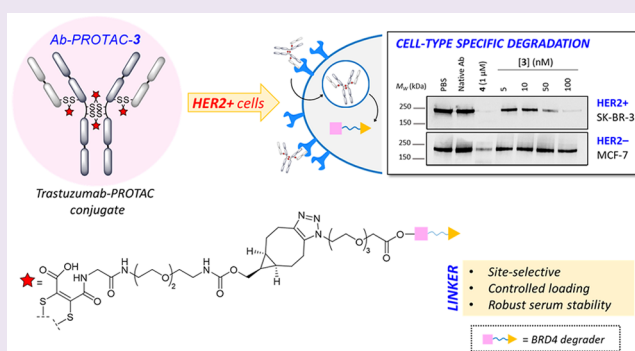 Ab-PROTAC-3
SS
SS
SS
SS
Trastuzumab-PROTAC
conjugate
HER2+ cells
CELL-TYPE SPECIFIC DEGRADATION
PBS
Native Ab
4 (1 μM)
[3] (nM)
5 10 50 100
MW (kDa)
250
150
HER2+
SK-BR-3
250
150
HER2–
MCF-7
=
O
OH
HN
O
S
S
O
N
H
O
2
H
N
O
O
H
H
N
N
N
O
3
O
O
LINKER
• Site-selective
• Controlled loading
• Robust serum stability
= BRD4 degrader